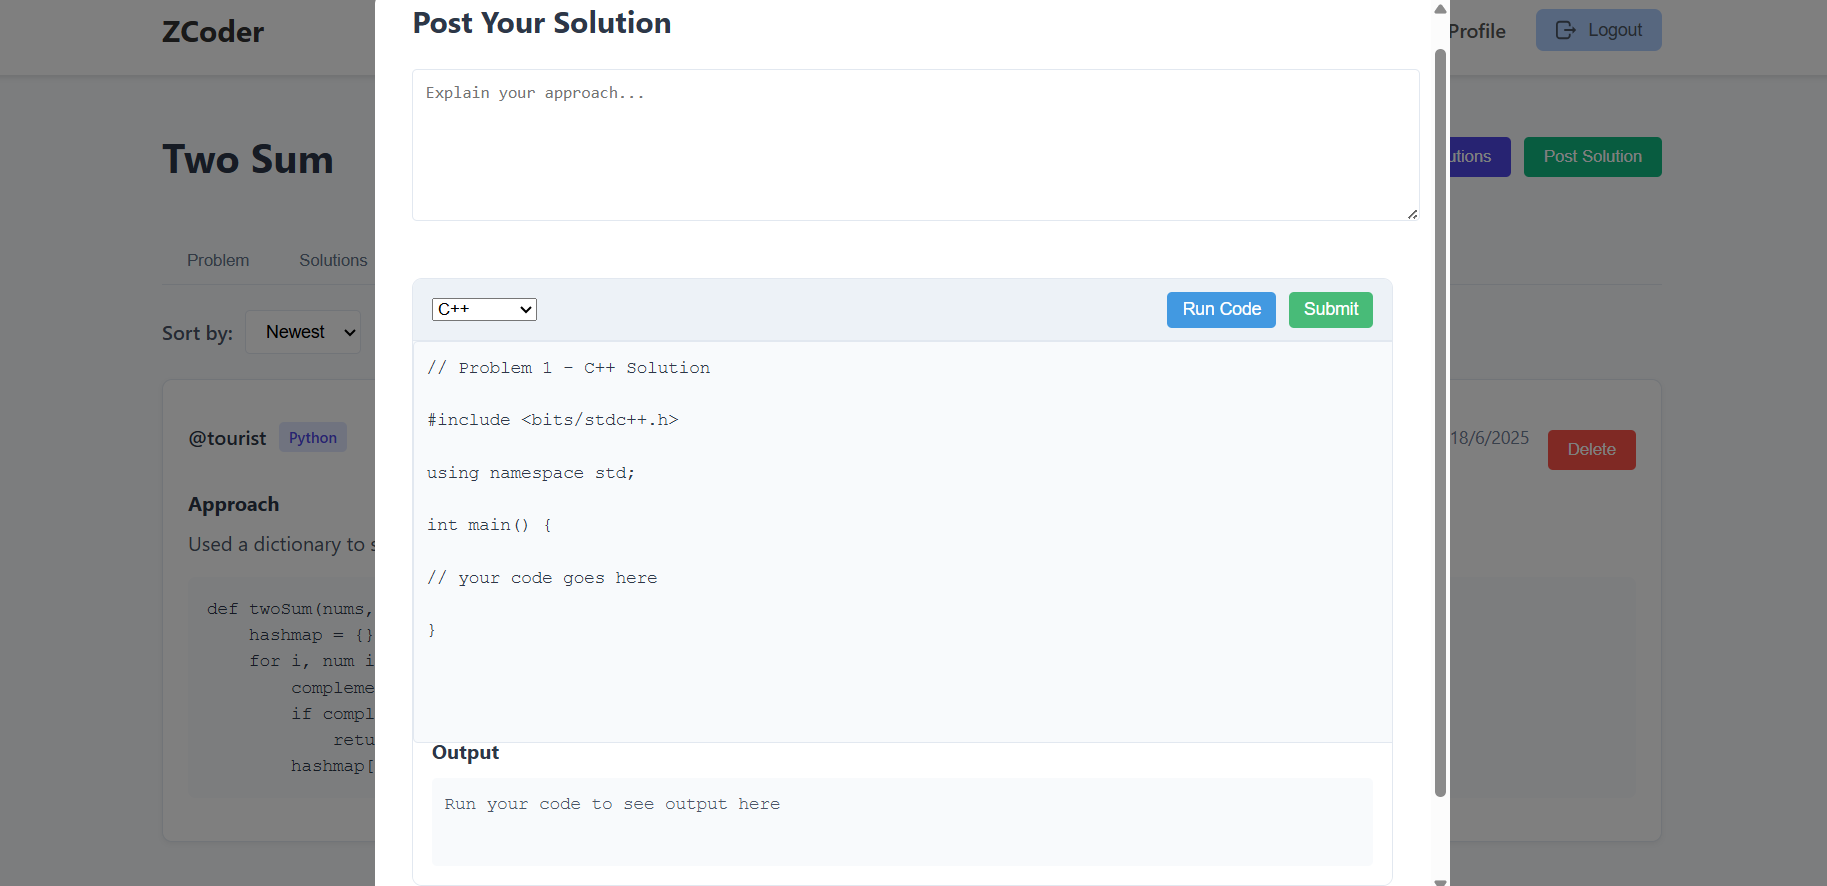 ZCoder
Profile
Logout
Post Your Solution
Explain your approach...
Two Sum
utions
Post Solution
Problem
Solutions
C++
Run Code
Submit
Sort by:
Newest
// Problem 1 - C++ Solution
#include <bits/stdc++.h>
using namespace std;
int main() {
// your code goes here
}
@tourist
Python
18/6/2025
Delete
Approach
Used a dictionary to s
def twoSum(nums,
hashmap = {}
for i, num i
compleme
if compl
retu
hashmap[
Output
Run your code to see output here